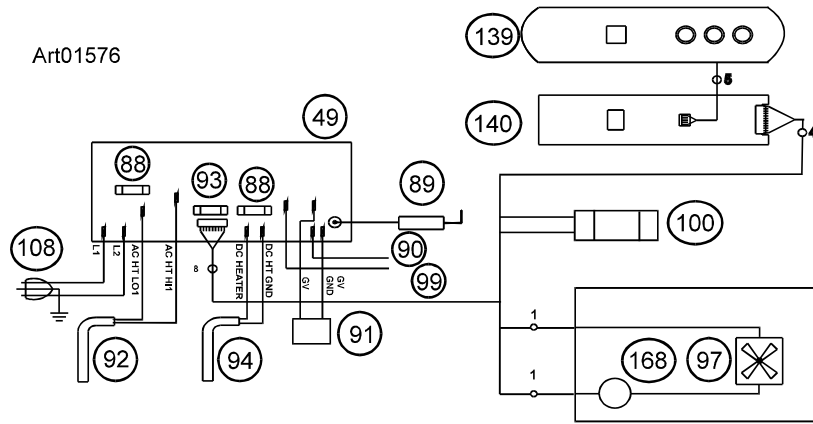 Art01576
139
5
140
4
49
88
93
88
89
100
108
L1
L2
AC HT LO1
AC HT HI1
8
DC HEATER
DC HT GND
GV
GND
GV
90
99
92
94
91
1
168
97
1